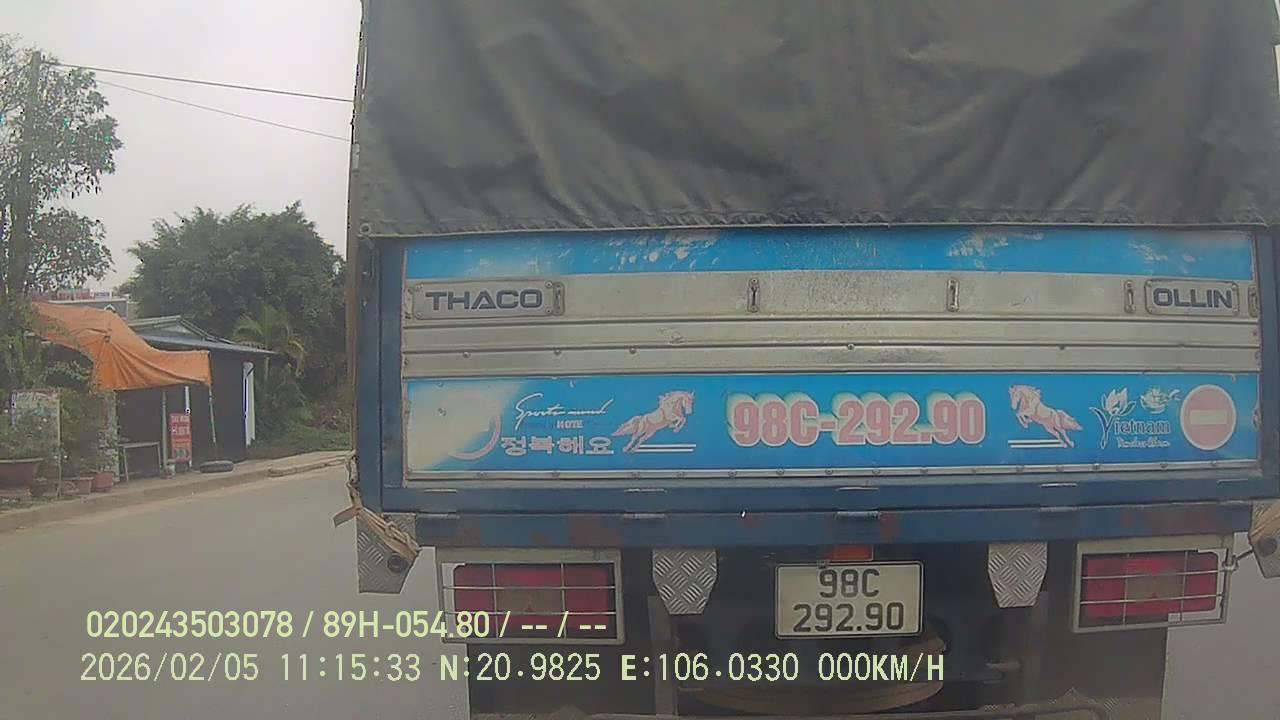 THACO
OLLIN
Sports mind
NOTE
정복해요
98C-292.90
Vietnam
98C
292.90
020243503078 / 89H-054.80 / -- / --
2026/02/05 11:15:33 N:20.9825 E:106.0330 000KM/H